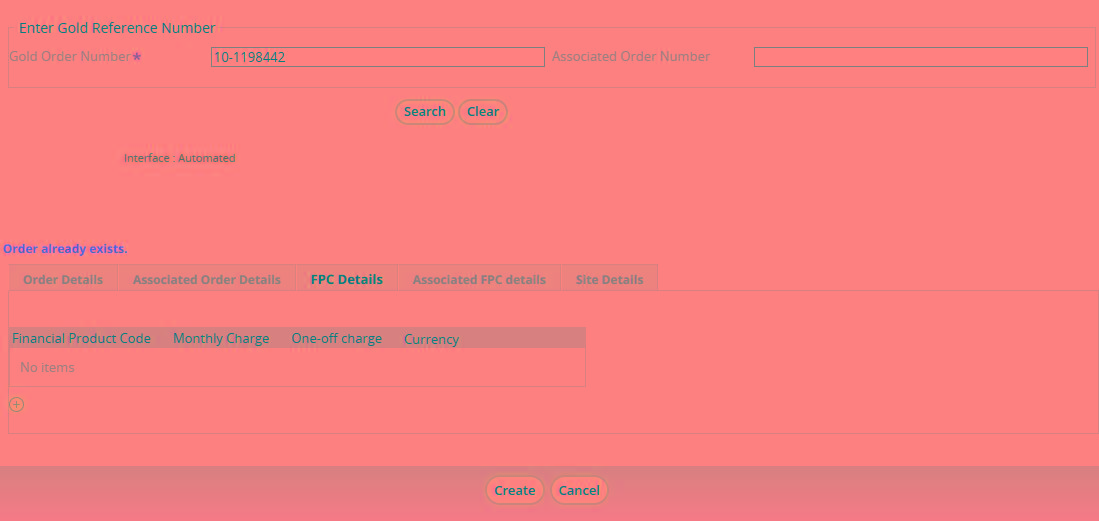 Enter Gold Reference Number
Gold Order Number* 10-1198442 Associated Order Number
Search Clear
Interface : Automated
Order already exists.
Order Details Associated Order Details FPC Details Associated FPC details Site Details
Financial Product Code Monthly Charge One-off charge Currency
No items
Create Cancel